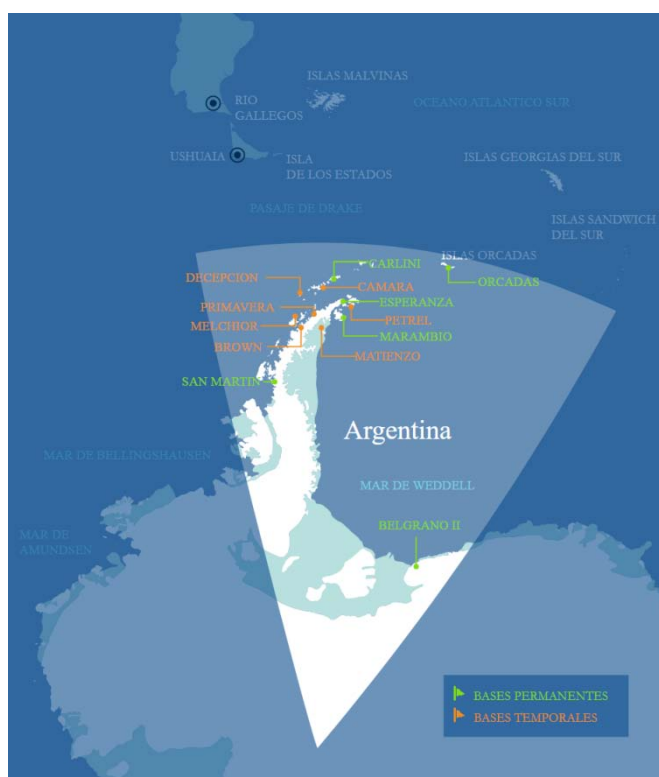 ISLAS MALVINAS
OCEANO ATLANTICO SUR
RIO
GALLEGOS
USHUAIA
ISLA
DE LOS ESTADOS
ISLAS GEORGIAS DEL SUR
PASAJE DE DRAKE
ISLAS SANDWICH
DEL SUR
ISLAS ORCADAS
CARLINI
DECEPCION
CAMARA
ORCADAS
PRIMAVERA
ESPERANZA
MELCHIOR
PETREL
BROWN
MARAMBIO
MATIENZO
SAN MARTIN
Argentina
MAR DE BELLINGSHAUSEN
MAR DE WEDDELL
MAR DE
AMUNDSEN
BELGRANO II
BASES PERMANENTES
BASES TEMPORALES